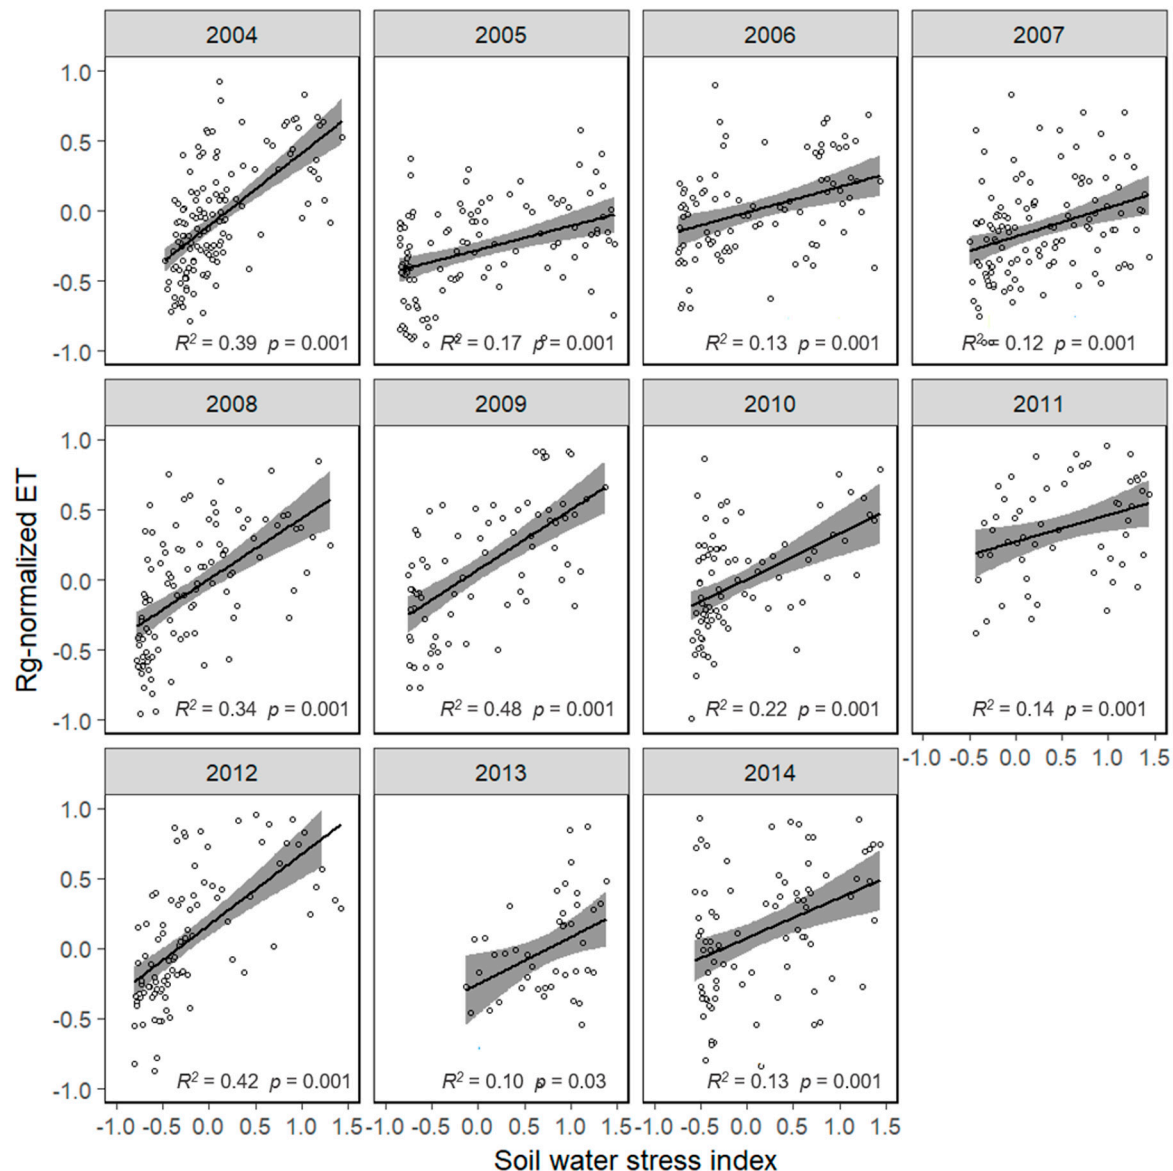 2004 2005 2006 2007
1.0
0.5
0.0
-0.5
-1.0
R² = 0.39 p = 0.001
R² = 0.17 p = 0.001
R² = 0.13 p = 0.001
R² = 0.12 p = 0.001
Rg-normalized ET
2008 2009 2010 2011
1.0
0.5
0.0
-0.5
-1.0
R² = 0.34 p = 0.001
R² = 0.48 p = 0.001
R² = 0.22 p = 0.001
R² = 0.14 p = 0.001
-1.0 -0.5 0.0 0.5 1.0 1.5
2012 2013 2014
1.0
0.5
0.0
-0.5
-1.0
R² = 0.42 p = 0.001
R² = 0.10 p = 0.03
R² = 0.13 p = 0.001
-1.0 -0.5 0.0 0.5 1.0 1.5 -1.0 -0.5 0.0 0.5 1.0 1.5 -1.0 -0.5 0.0 0.5 1.0 1.5
Soil water stress index